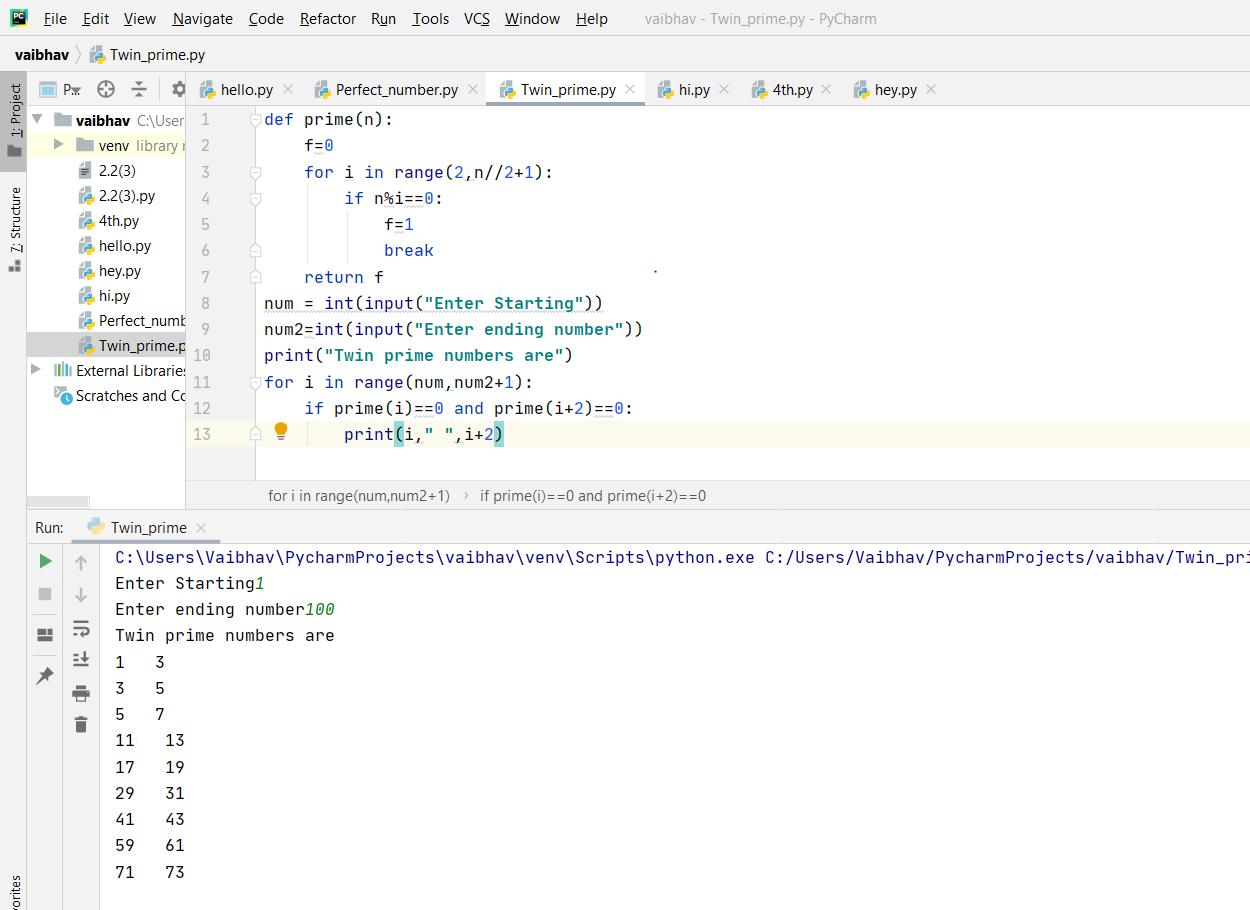 File Edit View Navigate Code Refactor Run Tools VCS Window Help vaibhav - Twin_prime.py - PyCharm
vaibhav Twin_prime.py
1: Project
7: Structure
P...
hello.py Perfect_number.py Twin_prime.py hi.py 4th.py hey.py
vaibhav C:\User
venv library
2.2(3)
2.2(3).py
4th.py
hello.py
hey.py
hi.py
Perfect_numb
Twin_prime.p
External Libraries
Scratches and Co
1 def prime(n):
2 f=0
3 for i in range(2,n//2+1):
4 if n%i==0:
5 f=1
6 break
7 return f
8 num = int(input("Enter Starting"))
9 num2=int(input("Enter ending number"))
10 print("Twin prime numbers are")
11 for i in range(num,num2+1):
12 if prime(i)==0 and prime(i+2)==0:
13 print(i," ",i+2)
for i in range(num,num2+1) › if prime(i)==0 and prime(i+2)==0
Run: Twin_prime
C:\Users\Vaibhav\PycharmProjects\vaibhav\venv\Scripts\python.exe C:/Users/Vaibhav/PycharmProjects/vaibhav/Twin_pri
Enter Starting1
Enter ending number100
Twin prime numbers are
1 3
3 5
5 7
11 13
17 19
29 31
41 43
59 61
71 73
vorites